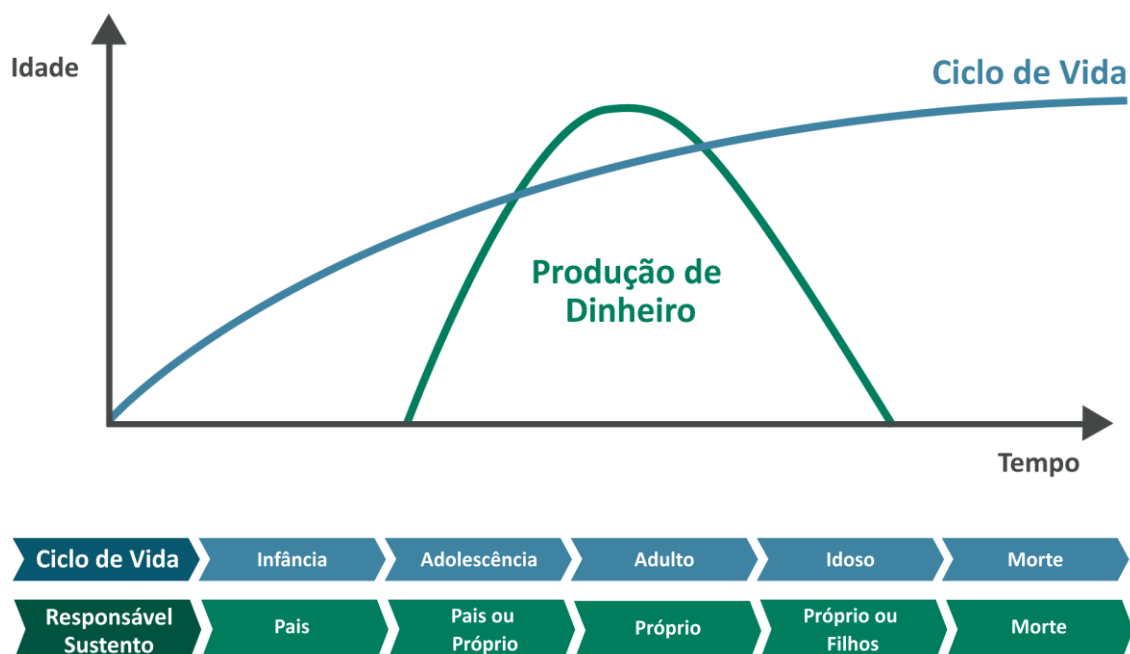 Idade
Ciclo de Vida
Produção de
Dinheiro
Tempo
Ciclo de Vida
Infância
Adolescência
Adulto
Idoso
Morte
Responsável
Sustento
Pais
Pais ou
Próprio
Próprio
Próprio ou
Filhos
Morte